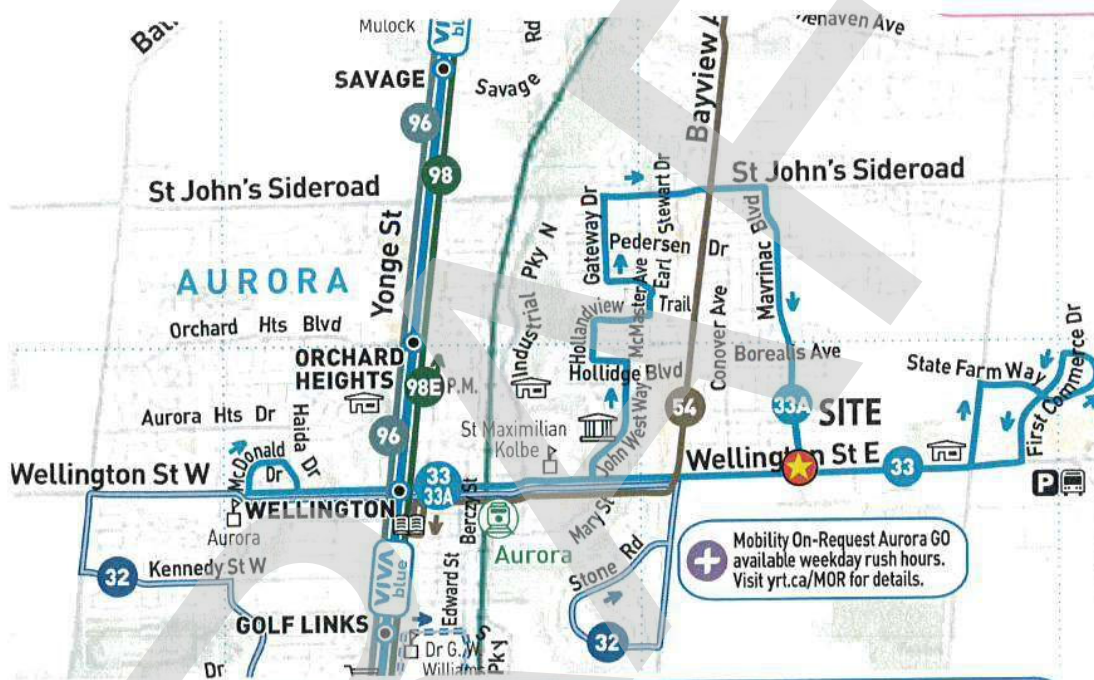 Mulock
VIVA
blue
Rd
Bayview A
SAVAGE
Savage
96
98
St John's Sideroad
St John's Sideroad
Stewart Dr
Gateway Dr
Pedersen Dr
Earl
Mavrinac Blvd
AURORA
Yonge St
Industrial Pky N
Hollandview Trail
McMaster Ave
Conover Ave
Orchard Hts Blvd
ORCHARD
HEIGHTS
98E
P.M.
Borealis Ave
Hollidge Blvd
State Farm Way
First Commerce Dr
54
33A
SITE
Aurora Hts Dr
Haida Dr
96
St Maximilian
Kolbe
John West Way
Wellington St E
33
Wellington St W
McDonald
Dr
33
33A
WELLINGTON
Berczy St
Mary St
P
Aurora
Aurora
Stone Rd
Mobility On-Request Aurora GO
available weekday rush hours.
Visit yrt.ca/MOR for details.
32
Kennedy St W
VIVA
blue
Edward St
GOLF LINKS
32
Dr
Dr G.W.
Williams
Pky S